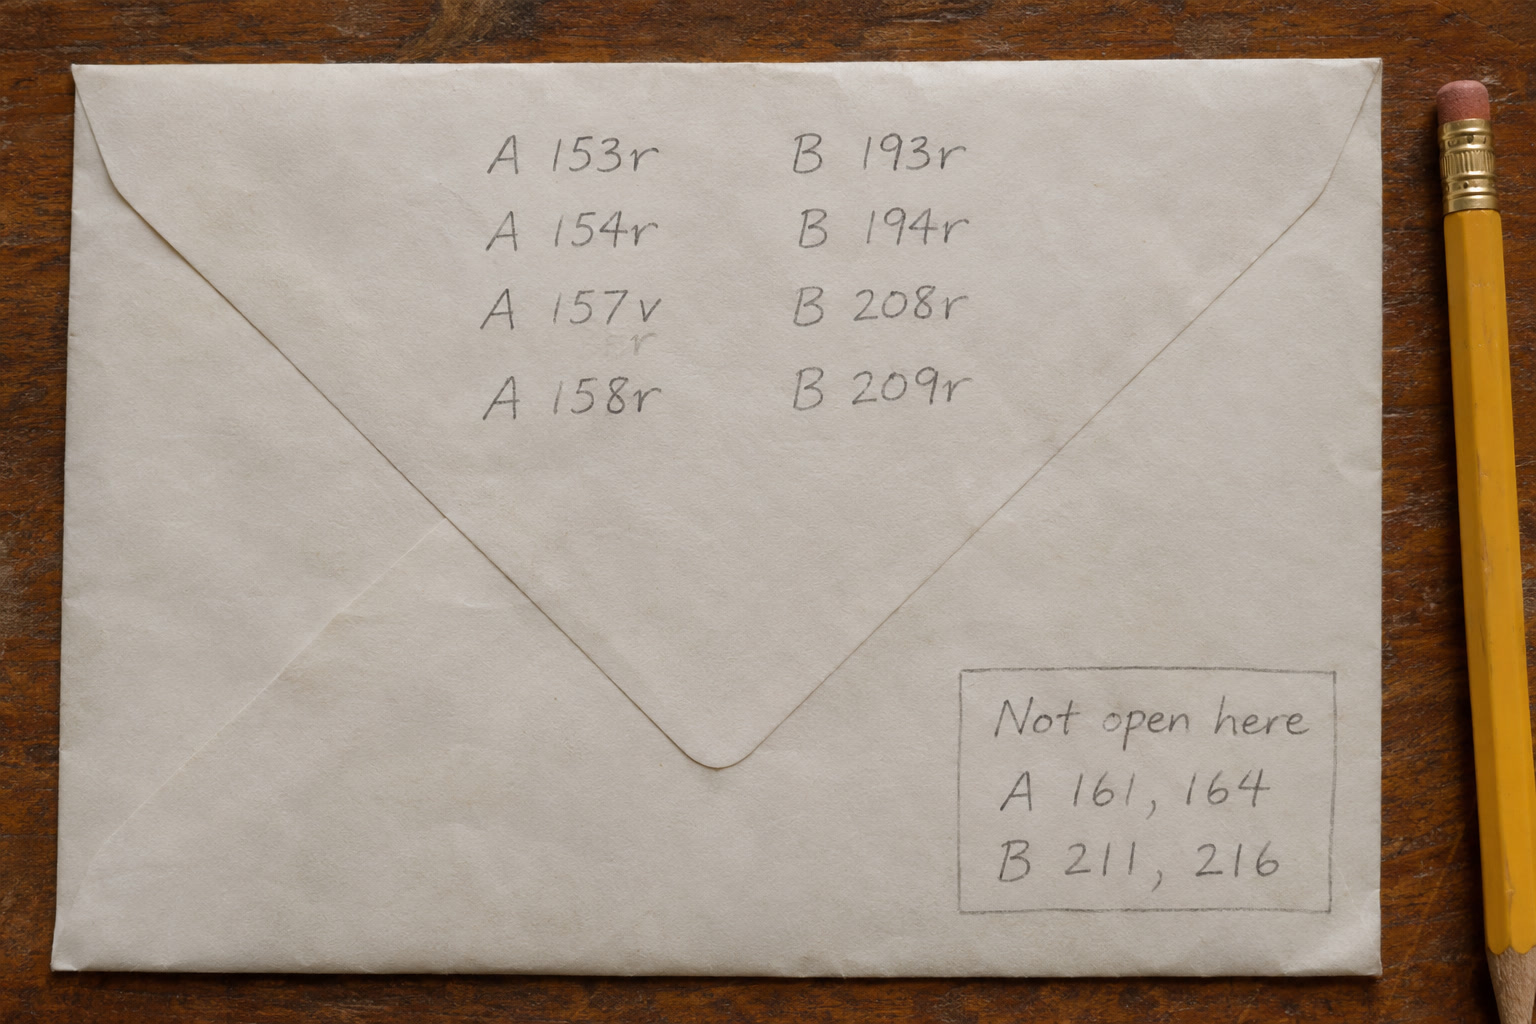 A 153r B 193r
A 154r B 194r
A 157v B 208r
r
A 158r B 209r
Not open here
A 161, 164
B 211, 216